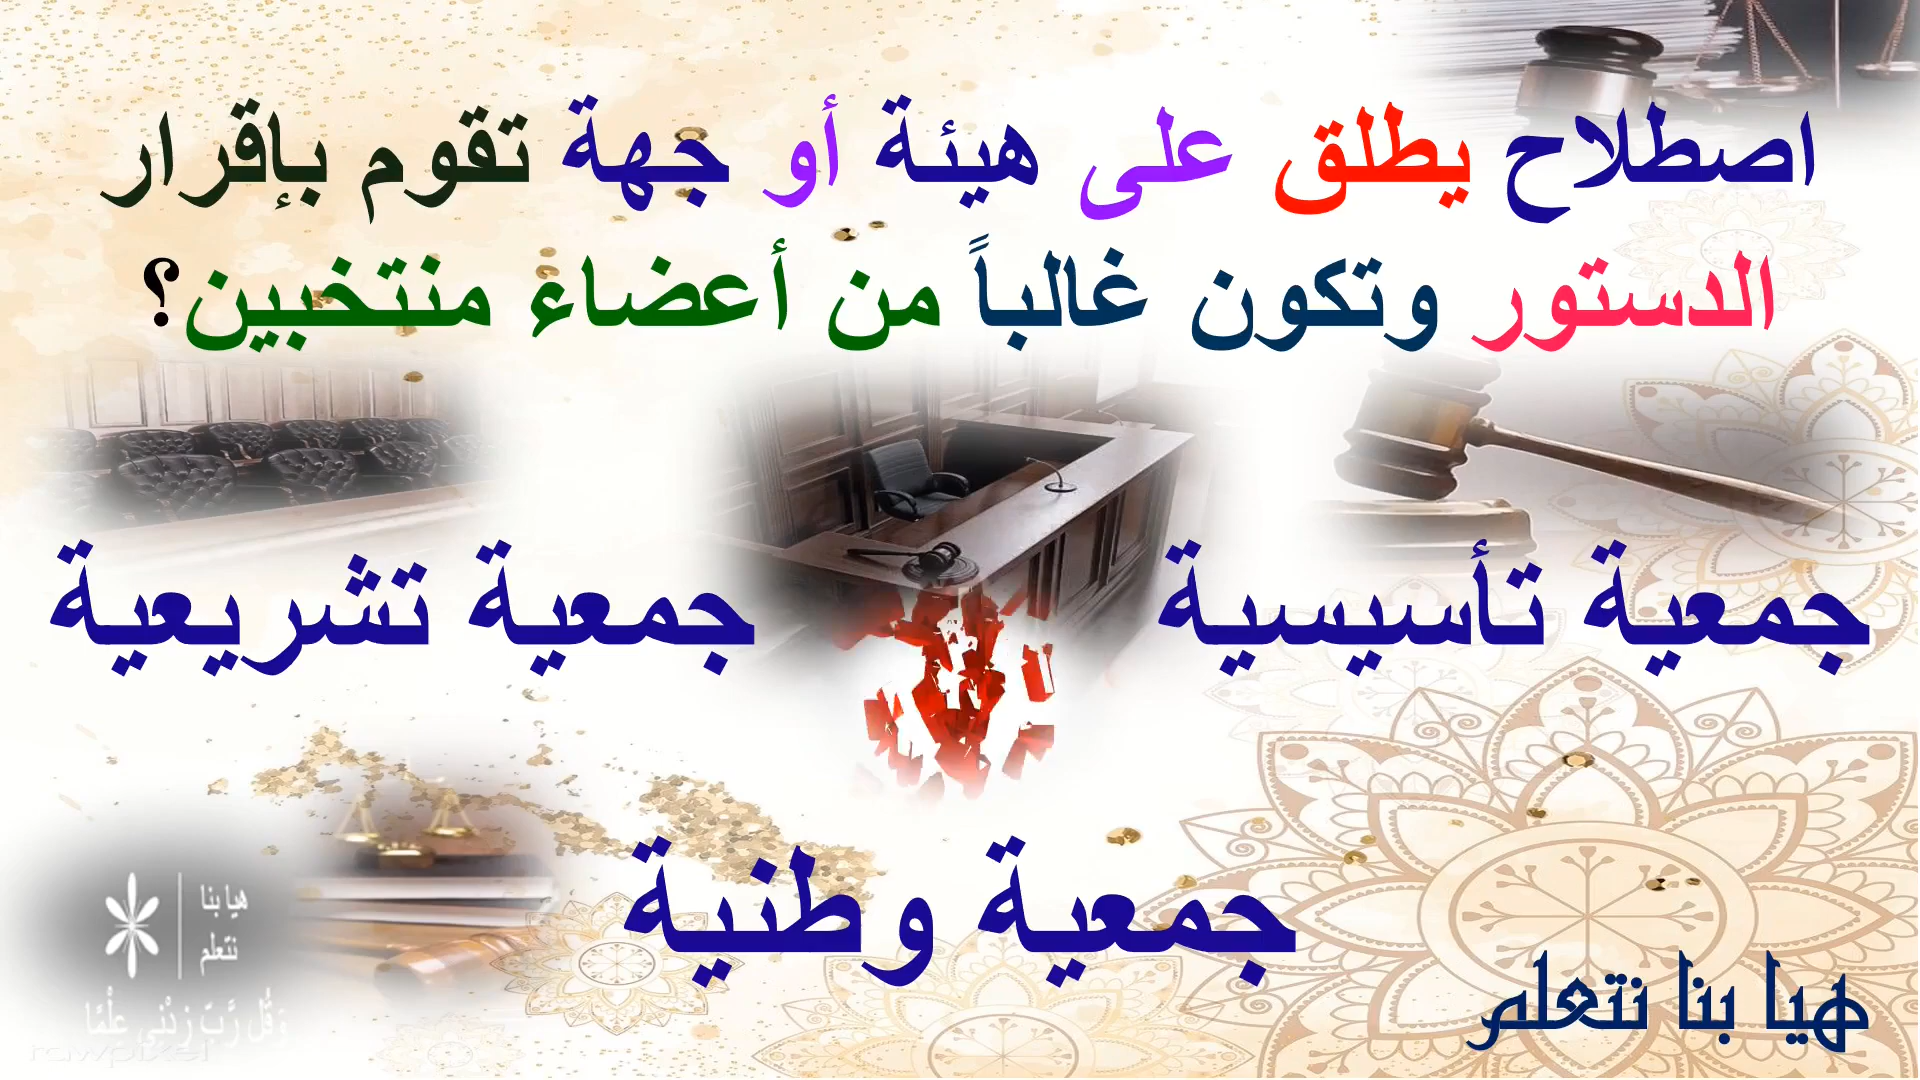 اصطلاح يطلق على هيئة أو جهة تقوم بإقرار
الدستور وتكون غالباً من أعضاء منتخبين؟
جمعية تأسيسية
جمعية تشريعية
جمعية وطنية
هيا بنا
نتعلم
وَقُل رَّبِّ زِدْنِي عِلْمًا
rawpixel
هيا بنا نتعلم